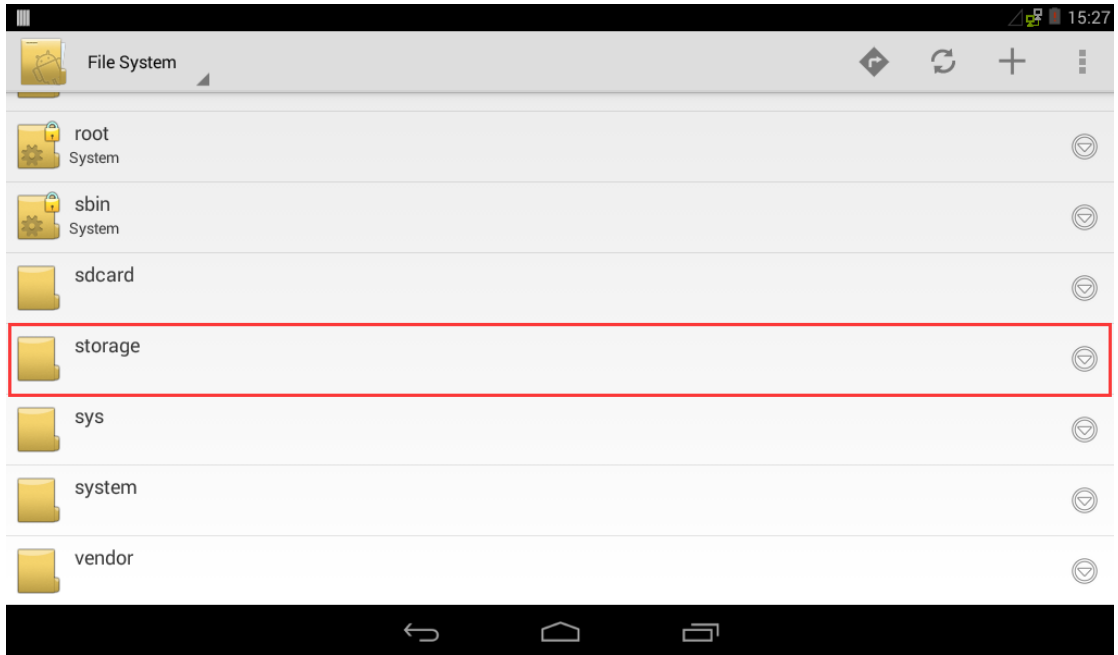 15:27
File System
root
System
sbin
System
sdcard
storage
sys
system
vendor